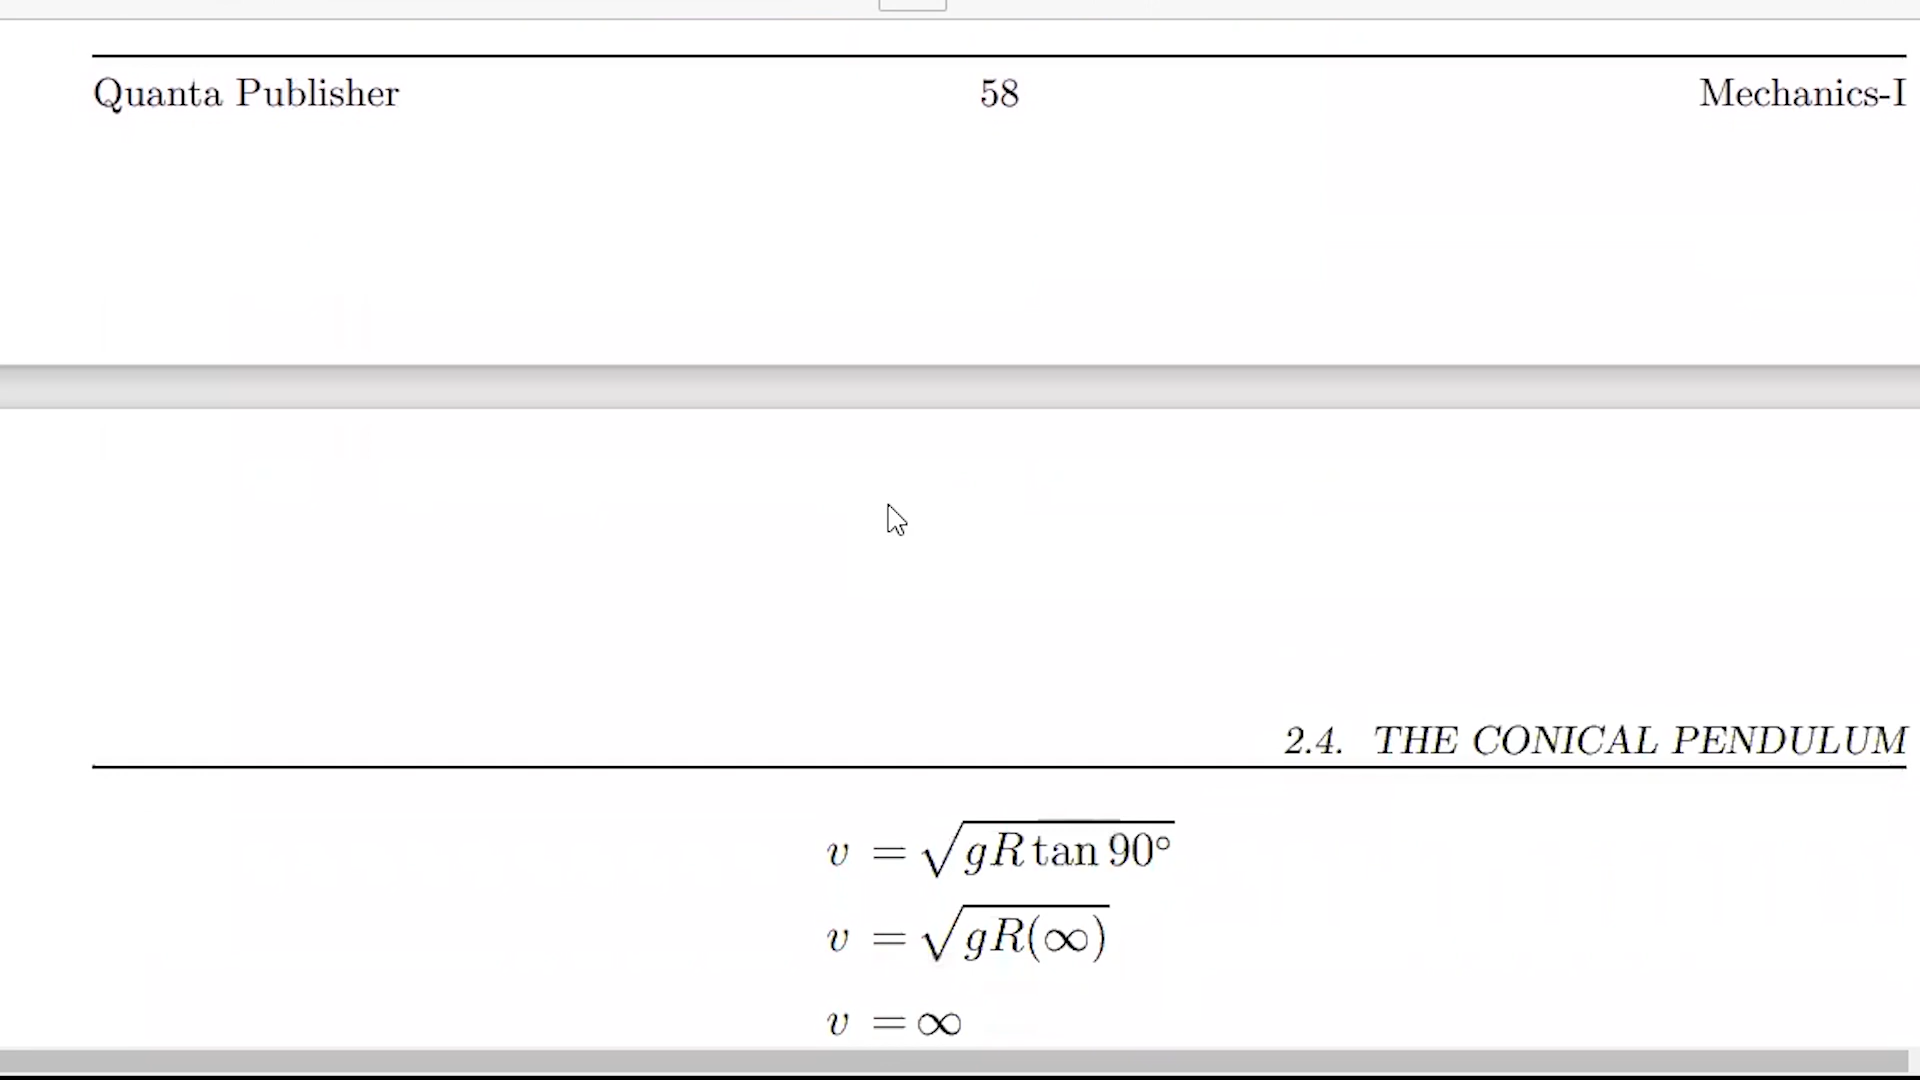 Quanta Publisher 58 Mechanics-I
2.4. THE CONICAL PENDULUM
v = √gR tan 90°
v = √gR(∞)
v = ∞